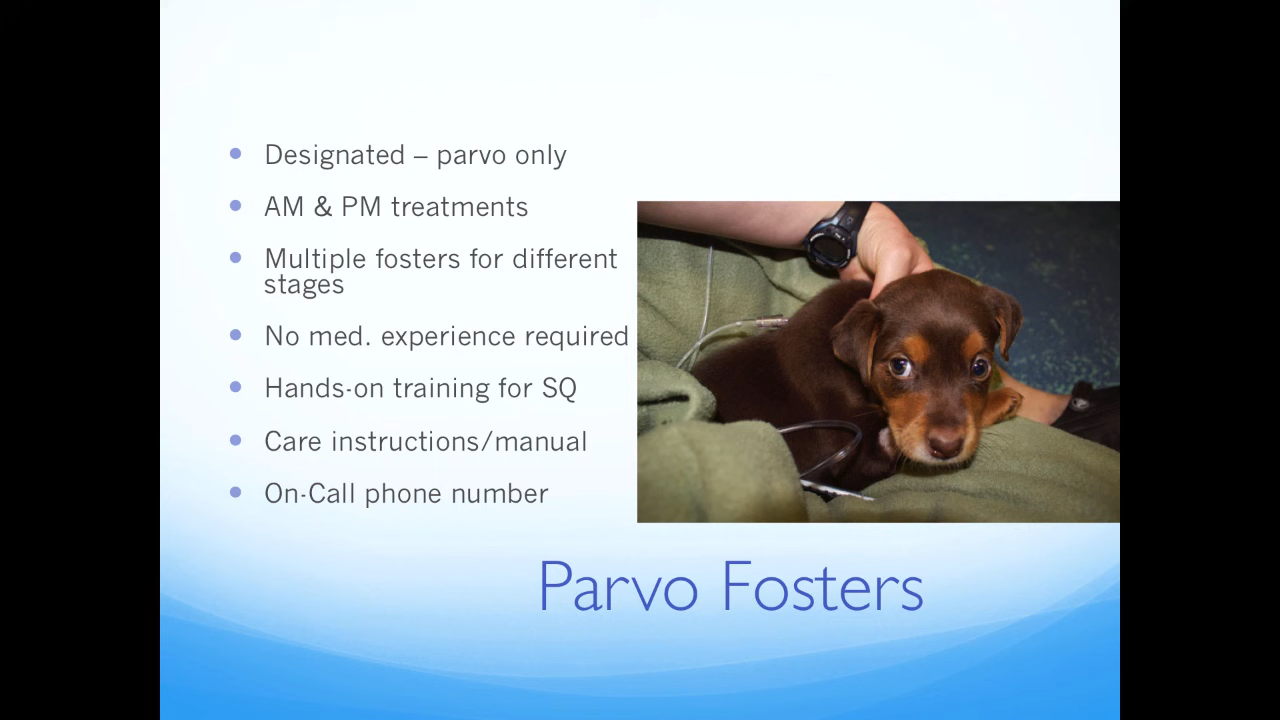 Designated – parvo only
AM & PM treatments
Multiple fosters for different
stages
No med. experience required
Hands-on training for SQ
Care instructions/manual
On-Call phone number
Parvo Fosters